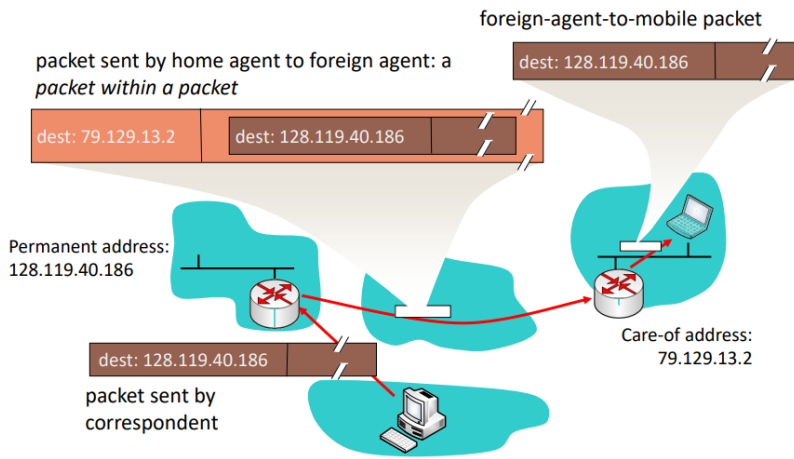 foreign-agent-to-mobile packet
dest: 128.119.40.186
packet sent by home agent to foreign agent: a
packet within a packet
dest: 79.129.13.2
dest: 128.119.40.186
Permanent address:
128.119.40.186
Care-of address:
79.129.13.2
dest: 128.119.40.186
packet sent by
correspondent